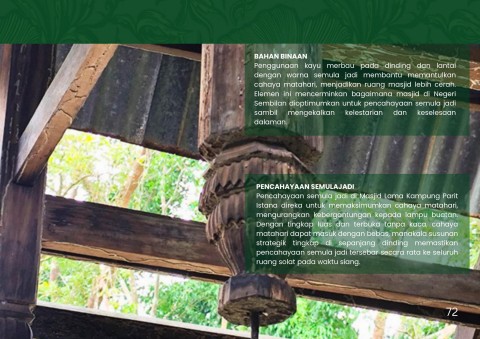 BAHAN BINAAN
Penggunaan kayu merbau pada dinding dan lantai
dengan warna semula jadi membantu memantulkan
cahaya matahari, menjadikan ruang masjid lebih cerah.
Elemen ini mencerminkan bagaimana masjid di Negeri
Sembilan dioptimumkan untuk pencahayaan semula jadi
sambil mengekalkan kelestarian dan keselesaan
dalaman.
PENCAHAYAAN SEMULAJADI
Pencahayaan semula jadi di Masjid Lama Kampung Parit
Istana direka untuk memaksimumkan cahaya matahari,
mengurangkan kebergantungan kepada lampu buatan.
Dengan tingkap luas dan terbuka tanpa kaca, cahaya
matahari dapat masuk dengan bebas, manakala susunan
strategik tingkap di sepanjang dinding memastikan
pencahayaan semula jadi tersebar secara rata ke seluruh
ruang solat pada waktu siang.
72